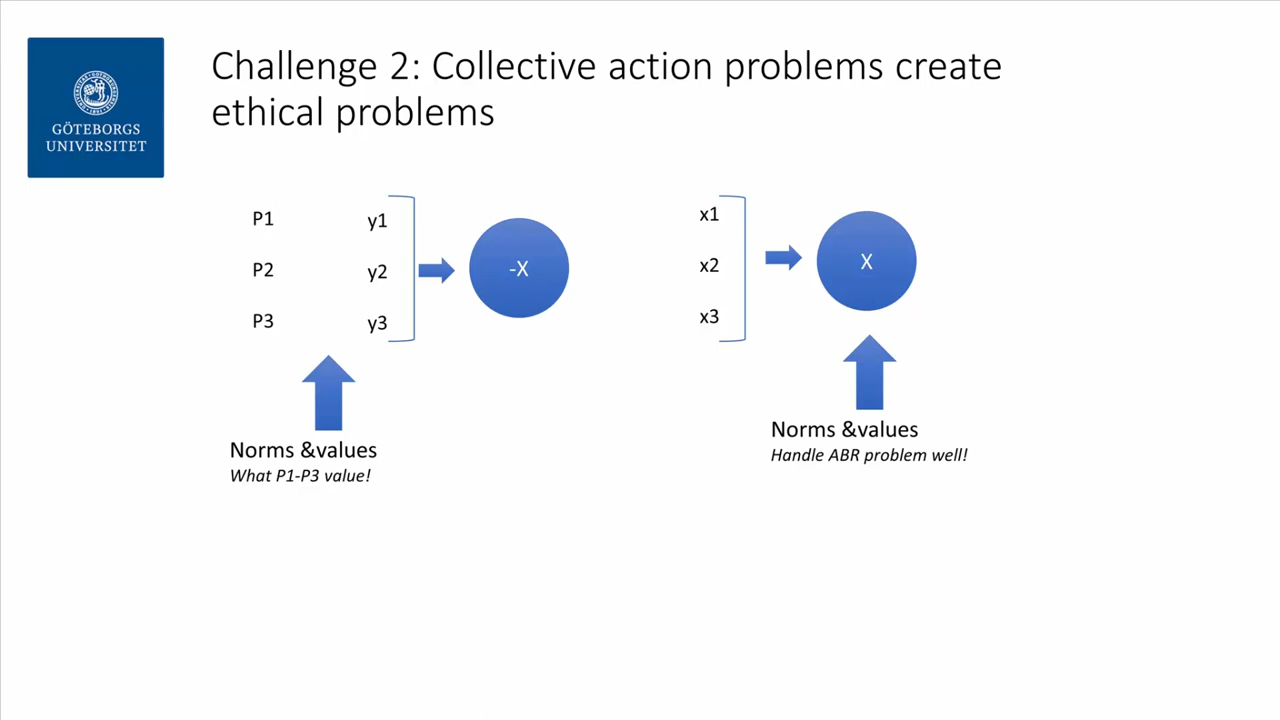 Challenge 2: Collective action problems create
ethical problems
GÖTEBORGS
UNIVERSITET
P1
y1
P2
y2
P3
y3
-X
x1
x2
x3
X
Norms &values
What P1-P3 value!
Norms &values
Handle ABR problem well!